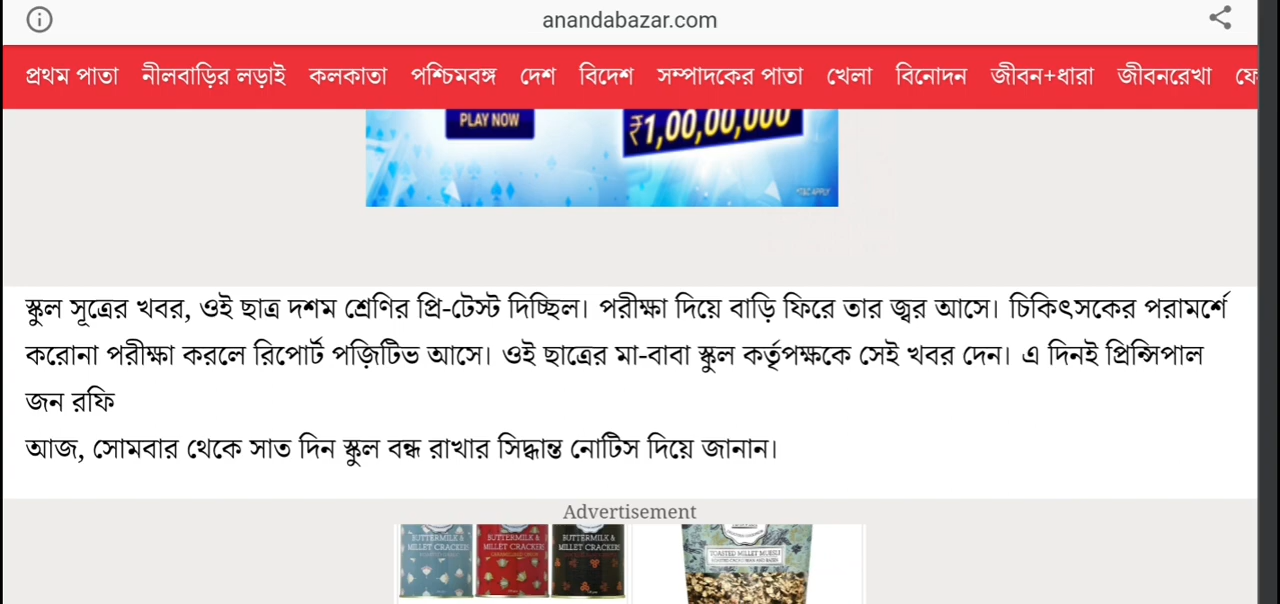 anandabazar.com
প্রথম পাতা নীলবাড়ির লড়াই কলকাতা পশ্চিমবঙ্গ দেশ বিদেশ সম্পাদকের পাতা খেলা বিনোদন জীবন+ধারা জীবনরেখা ফে
PLAY NOW
₹1,00,00,000
*T&C APPLY
স্কুল সূত্রের খবর, ওই ছাত্র দশম শ্রেণির প্রি-টেস্ট দিচ্ছিল। পরীক্ষা দিয়ে বাড়ি ফিরে তার জ্বর আসে। চিকিৎসকের পরামর্শে
করোনা পরীক্ষা করলে রিপোর্ট পজ়িটিভ আসে। ওই ছাত্রের মা-বাবা স্কুল কর্তৃপক্ষকে সেই খবর দেন। এ দিনই প্রিন্সিপাল
জন রফি
আজ, সোমবার থেকে সাত দিন স্কুল বন্ধ রাখার সিদ্ধান্ত নোটিস দিয়ে জানান।
Advertisement
BUTTERMILK & MILLET CRACKERS
BUTTERMILK & MILLET CRACKERS
BUTTERMILK & MILLET CRACKERS
TOASTED MILLET MUESLI